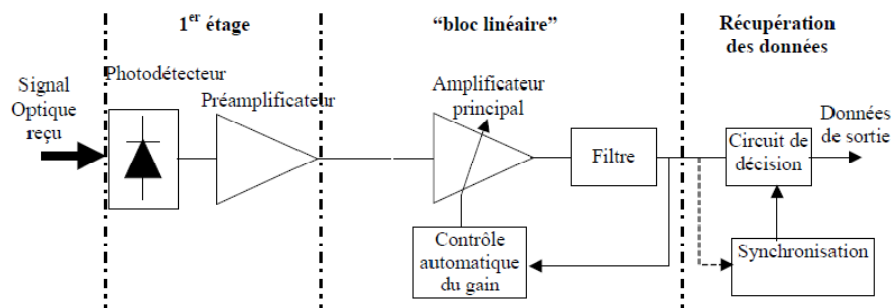 1er étage
“bloc linéaire”
Récupération
des données
Signal
Optique
reçu
Photodétecteur
Préamplificateur
Amplificateur
principal
Filtre
Contrôle
automatique
du gain
Circuit de
décision
Données
de sortie
Synchronisation